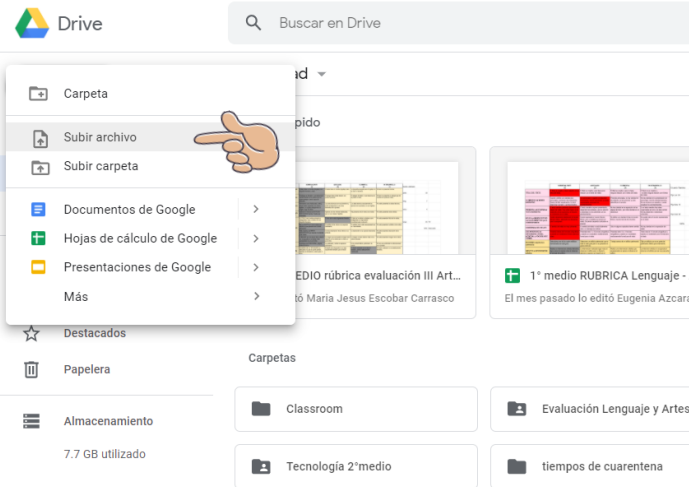 Drive
Buscar en Drive
Carpeta
Subir archivo
Subir carpeta
Documentos de Google
Hojas de cálculo de Google
Presentaciones de Google
Más
ad
pido
EDIO rúbrica evaluación III Art...
tó Maria Jesus Escobar Carrasco
1° medio RUBRICA Lenguaje -
El mes pasado lo editó Eugenia Azcara
Destacados
Papelera
Almacenamiento
7.7 GB utilizado
Carpetas
Classroom
Evaluación Lenguaje y Artes
Tecnología 2°medio
tiempos de cuarentena